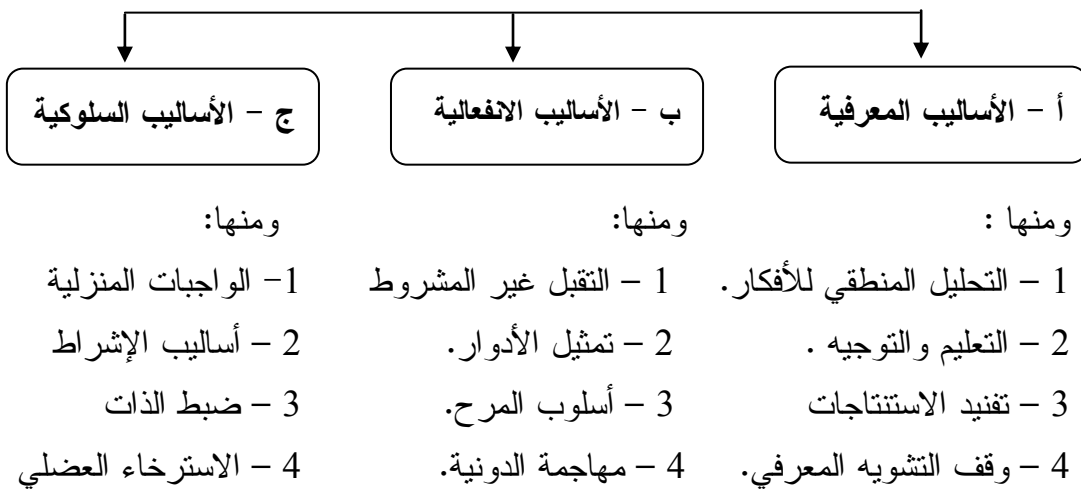 أ – الأساليب المعرفية
ب – الأساليب الانفعالية
ج – الأساليب السلوكية
ومنها :
1 – التحليل المنطقي للأفكار.
2 – التعليم والتوجيه .
3 – تفنيد الاستنتاجات
4 – وقف التشويه المعرفي.
ومنها:
1 – التقبل غير المشروط
2 – تمثيل الأدوار.
3 – أسلوب المرح.
4 – مهاجمة الدونية.
ومنها:
1– الواجبات المنزلية
2 – أساليب الإشراط
3 – ضبط الذات
4 – الاسترخاء العضلي